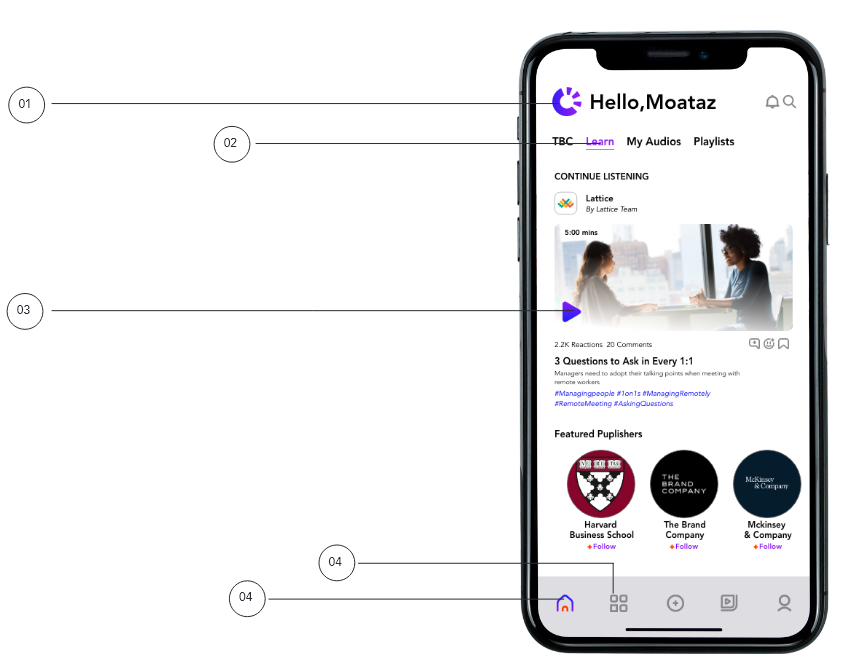 01
Hello,Moataz
02
TBC Learn My Audios Playlists
CONTINUE LISTENING
Lattice
By Lattice Team
5:00 mins
03
2.2K Reactions 20 Comments
3 Questions to Ask in Every 1:1
Managers need to adopt their talking points when meeting with
remote workers
#Managingpeople #1on1s #ManagingRemotely
#RemoteMeeting #AskingQuestions
Featured Puplishers
THE
BRAND
COMPANY
McKinsey
& Company
Harvard
Business School
+Follow
The Brand
Company
+Follow
Mckinsey
& Company
+Follow
04
04